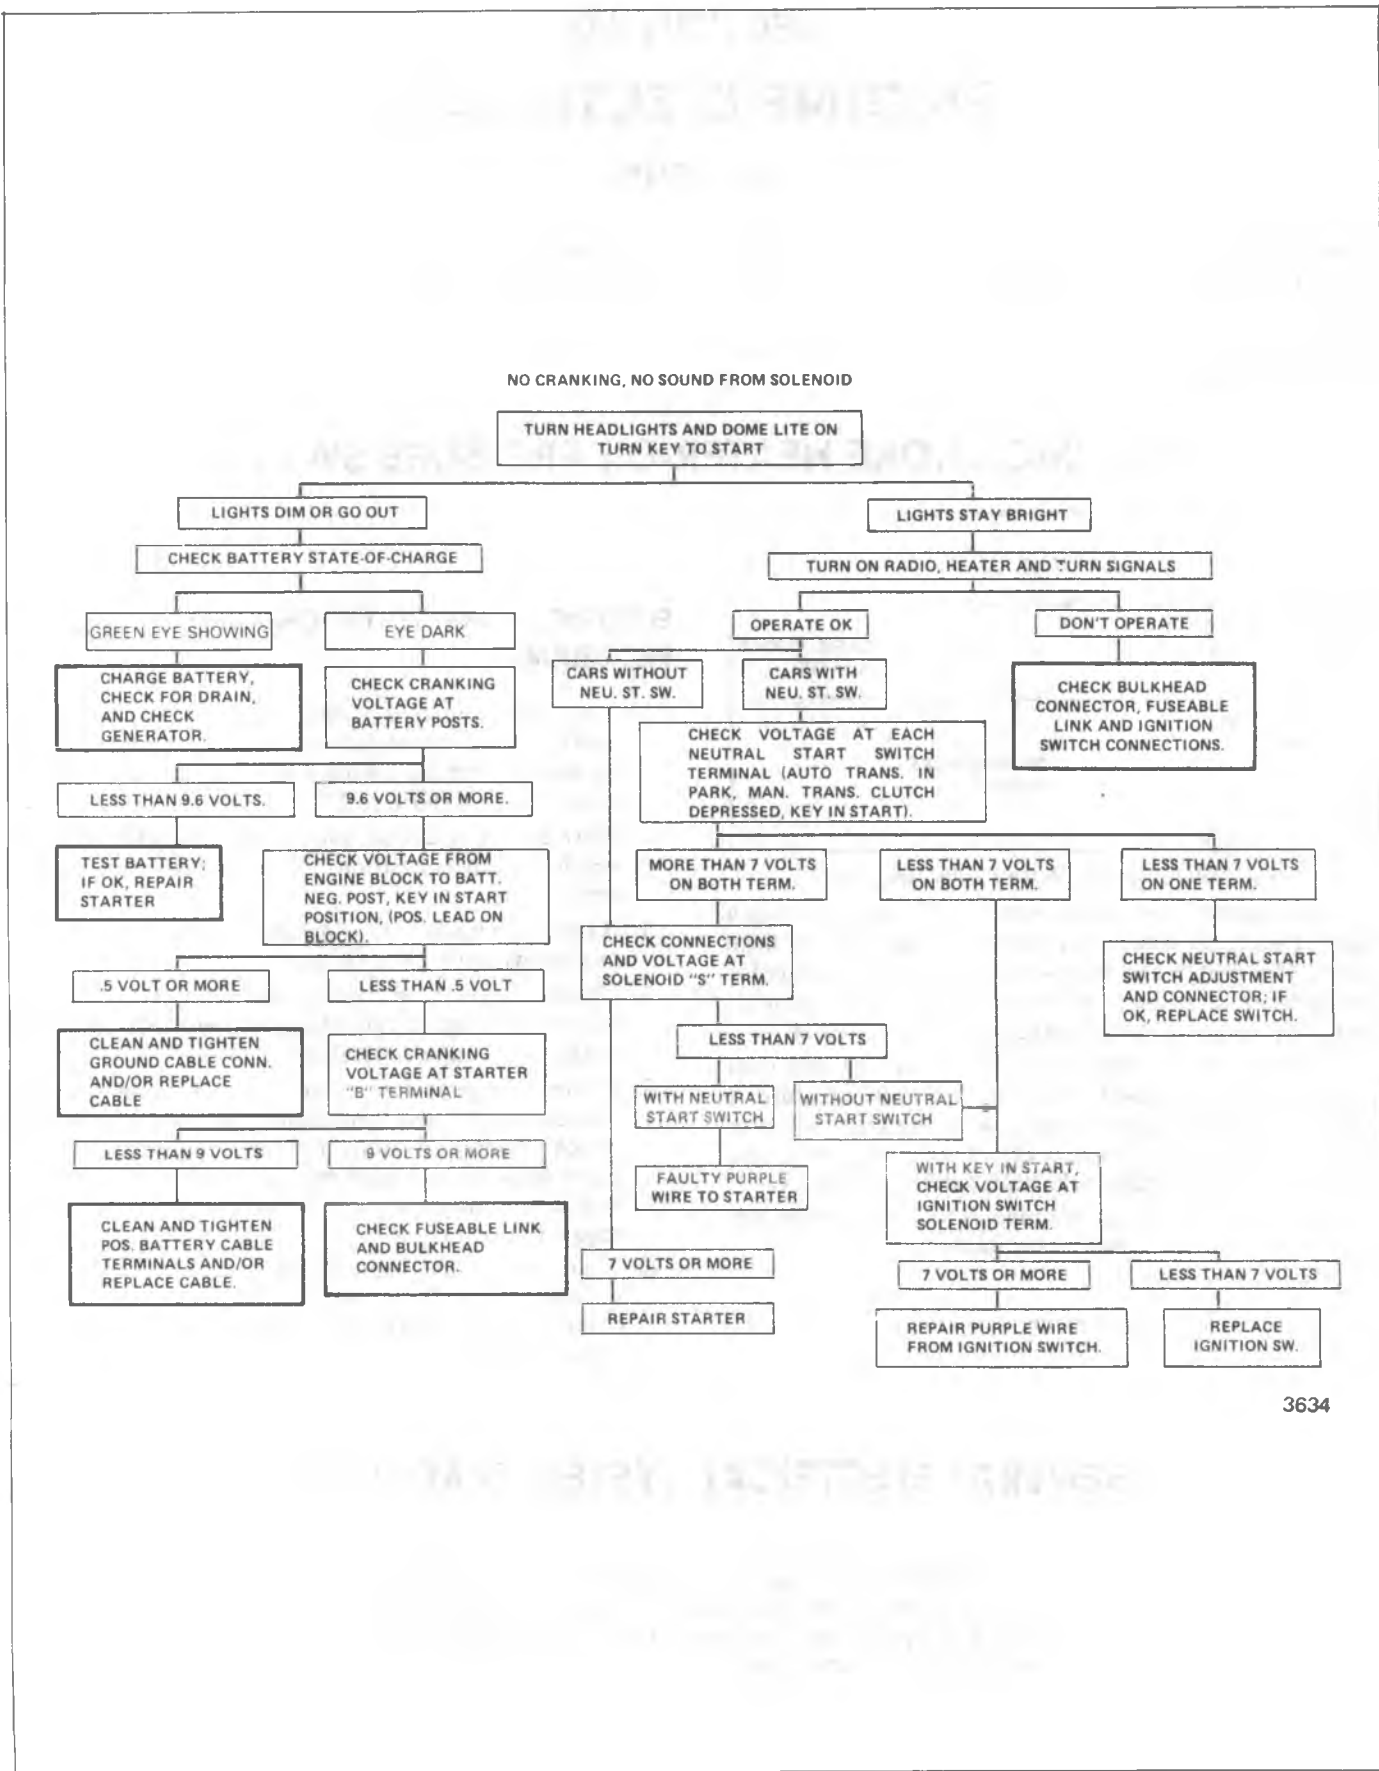 NO CRANKING, NO SOUND FROM SOLENOID
TURN HEADLIGHTS AND DOME LITE ON
TURN KEY TO START
LIGHTS DIM OR GO OUT
LIGHTS STAY BRIGHT
CHECK BATTERY STATE-OF-CHARGE
TURN ON RADIO, HEATER AND TURN SIGNALS
GREEN EYE SHOWING
EYE DARK
OPERATE OK
DON'T OPERATE
CHARGE BATTERY,
CHECK FOR DRAIN,
AND CHECK
GENERATOR.
CHECK CRANKING
VOLTAGE AT
BATTERY POSTS.
CARS WITHOUT
NEU. ST. SW.
CARS WITH
NEU. ST. SW.
CHECK BULKHEAD
CONNECTOR, FUSEABLE
LINK AND IGNITION
SWITCH CONNECTIONS.
CHECK VOLTAGE AT EACH
NEUTRAL START SWITCH
TERMINAL (AUTO TRANS. IN
PARK, MAN. TRANS. CLUTCH
DEPRESSED, KEY IN START).
LESS THAN 9.6 VOLTS.
9.6 VOLTS OR MORE.
TEST BATTERY;
IF OK, REPAIR
STARTER
CHECK VOLTAGE FROM
ENGINE BLOCK TO BATT.
NEG. POST, KEY IN START
POSITION, (POS. LEAD ON
BLOCK).
MORE THAN 7 VOLTS
ON BOTH TERM.
LESS THAN 7 VOLTS
ON BOTH TERM.
LESS THAN 7 VOLTS
ON ONE TERM.
CHECK CONNECTIONS
AND VOLTAGE AT
SOLENOID "S" TERM.
CHECK NEUTRAL START
SWITCH ADJUSTMENT
AND CONNECTOR; IF
OK, REPLACE SWITCH.
.5 VOLT OR MORE
LESS THAN .5 VOLT
CLEAN AND TIGHTEN
GROUND CABLE CONN.
AND/OR REPLACE
CABLE
CHECK CRANKING
VOLTAGE AT STARTER
"B" TERMINAL
LESS THAN 7 VOLTS
WITH NEUTRAL
START SWITCH
WITHOUT NEUTRAL
START SWITCH
LESS THAN 9 VOLTS
9 VOLTS OR MORE
FAULTY PURPLE
WIRE TO STARTER
WITH KEY IN START,
CHECK VOLTAGE AT
IGNITION SWITCH
SOLENOID TERM.
CLEAN AND TIGHTEN
POS. BATTERY CABLE
TERMINALS AND/OR
REPLACE CABLE.
CHECK FUSEABLE LINK
AND BULKHEAD
CONNECTOR.
7 VOLTS OR MORE
7 VOLTS OR MORE
LESS THAN 7 VOLTS
REPAIR STARTER
REPAIR PURPLE WIRE
FROM IGNITION SWITCH.
REPLACE
IGNITION SW.
3634